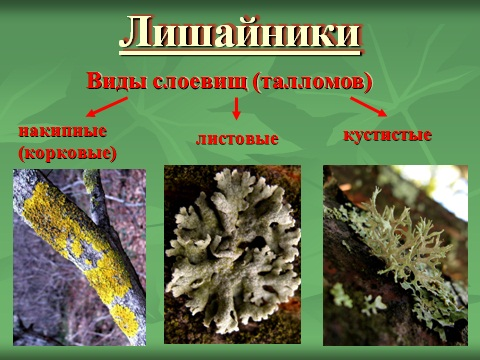 Лишайники
Виды слоевищ (талломов)
накипные
(корковые)
листовые
кустистые